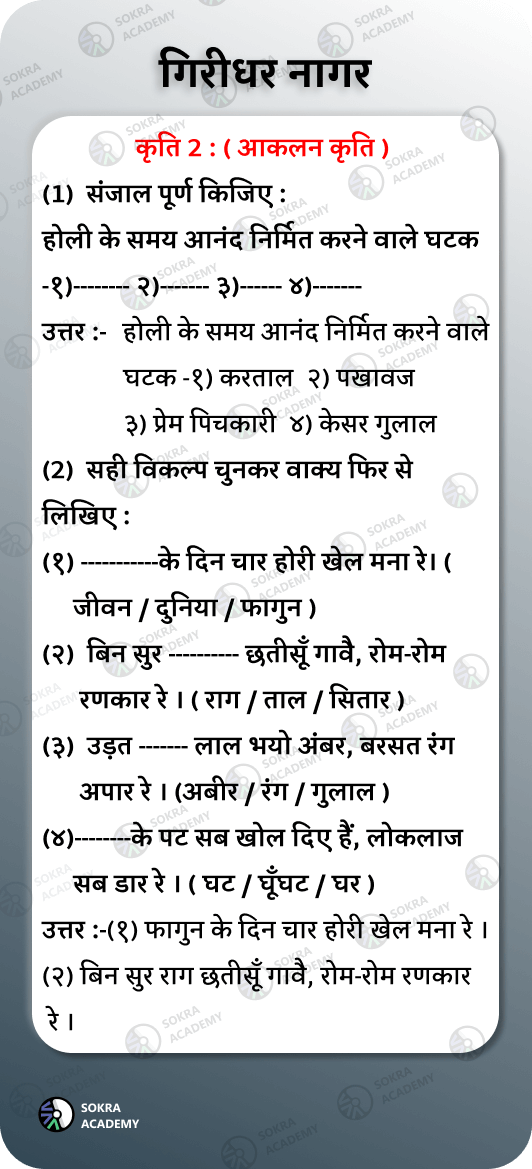 गिरीधर नागर
कृति 2 : ( आकलन कृति )
(1) संजाल पूर्ण किजिए :
होली के समय आनंद निर्मित करने वाले घटक
-१)-------- २)------- ३)------ ४)-------
उत्तर :- होली के समय आनंद निर्मित करने वाले
घटक -१) करताल २) पखावज
३) प्रेम पिचकारी ४) केसर गुलाल
(2) सही विकल्प चुनकर वाक्य फिर से
लिखिए :
(१) -----------के दिन चार होरी खेल मना रे। (
जीवन / दुनिया / फागुन )
(२) बिन सुर ---------- छतीसूँ गावै, रोम-रोम
रणकार रे । ( राग / ताल / सितार )
(३) उड़त ------- लाल भयो अंबर, बरसत रंग
अपार रे । (अबीर / रंग / गुलाल )
(४)--------के पट सब खोल दिए हैं, लोकलाज
सब डार रे । ( घट / घूँघट / घर )
उत्तर :-(१) फागुन के दिन चार होरी खेल मना रे ।
(२) बिन सुर राग छतीसूँ गावै, रोम-रोम रणकार
रे ।
SOKRA
ACADEMY